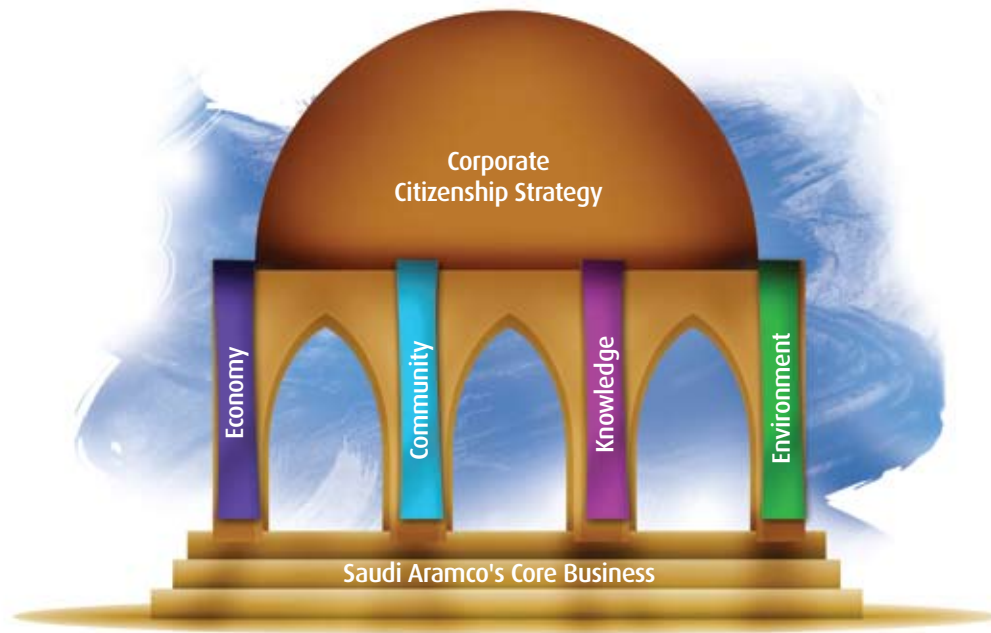 Corporate
Citizenship Strategy
Economy
Community
Knowledge
Environment
Saudi Aramco's Core Business